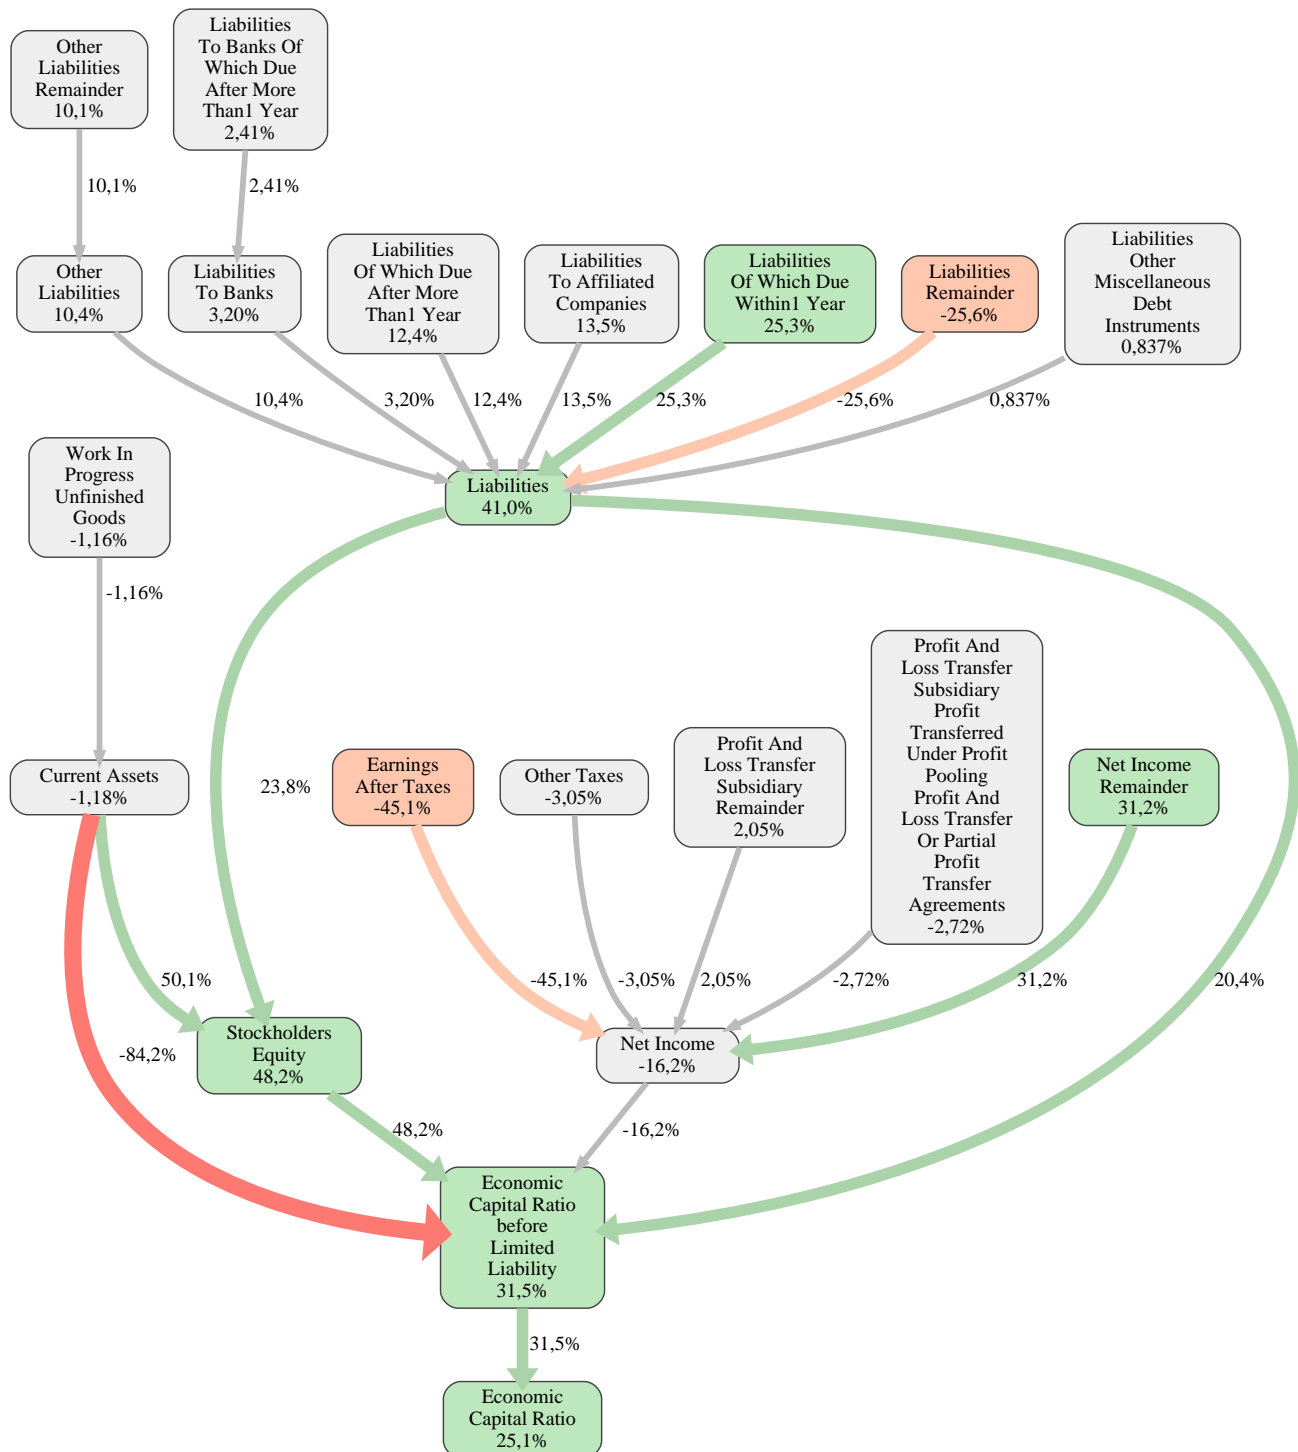 Other
Liabilities
Remainder
10,1%
Liabilities
To Banks Of
Which Due
After More
Than1 Year
2,41%
10,1%
2,41%
Other
Liabilities
10,4%
Liabilities
To Banks
3,20%
Liabilities
Of Which Due
After More
Than1 Year
12,4%
Liabilities
To Affiliated
Companies
13,5%
Liabilities
Of Which Due
Within1 Year
25,3%
Liabilities
Remainder
-25,6%
Liabilities
Other
Miscellaneous
Debt
Instruments
0,837%
10,4%
3,20%
12,4%
13,5%
25,3%
-25,6%
0,837%
Work In
Progress
Unfinished
Goods
-1,16%
Liabilities
41,0%
-1,16%
Current Assets
-1,18%
23,8%
Earnings
After Taxes
-45,1%
Other Taxes
-3,05%
Profit And
Loss Transfer
Subsidiary
Remainder
2,05%
Profit And
Loss Transfer
Subsidiary
Profit
Transferred
Under Profit
Pooling
Profit And
Loss Transfer
Or Partial
Profit
Transfer
Agreements
-2,72%
Net Income
Remainder
31,2%
50,1%
-45,1%
-3,05%
2,05%
-2,72%
31,2%
20,4%
-84,2%
Stockholders
Equity
48,2%
Net Income
-16,2%
48,2%
-16,2%
Economic
Capital Ratio
before
Limited
Liability
31,5%
31,5%
Economic
Capital Ratio
25,1%